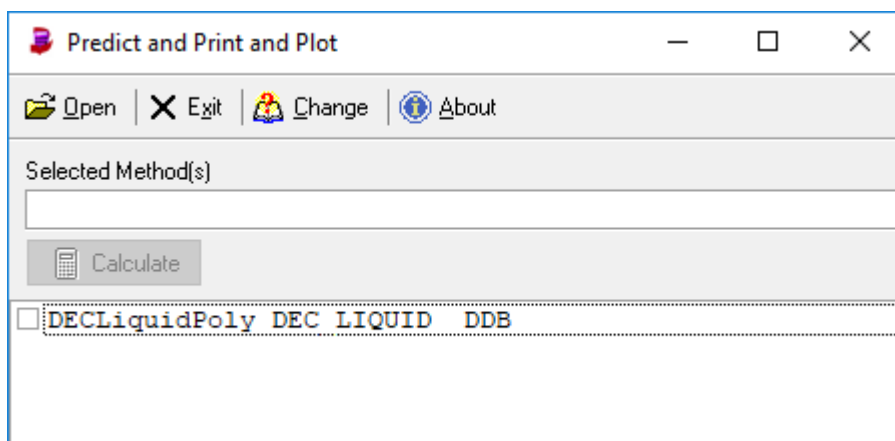 Predict and Print and Plot
Open Exit Change About
Selected Method(s)
Calculate
DECLiquidPoly DEC LIQUID  DDB